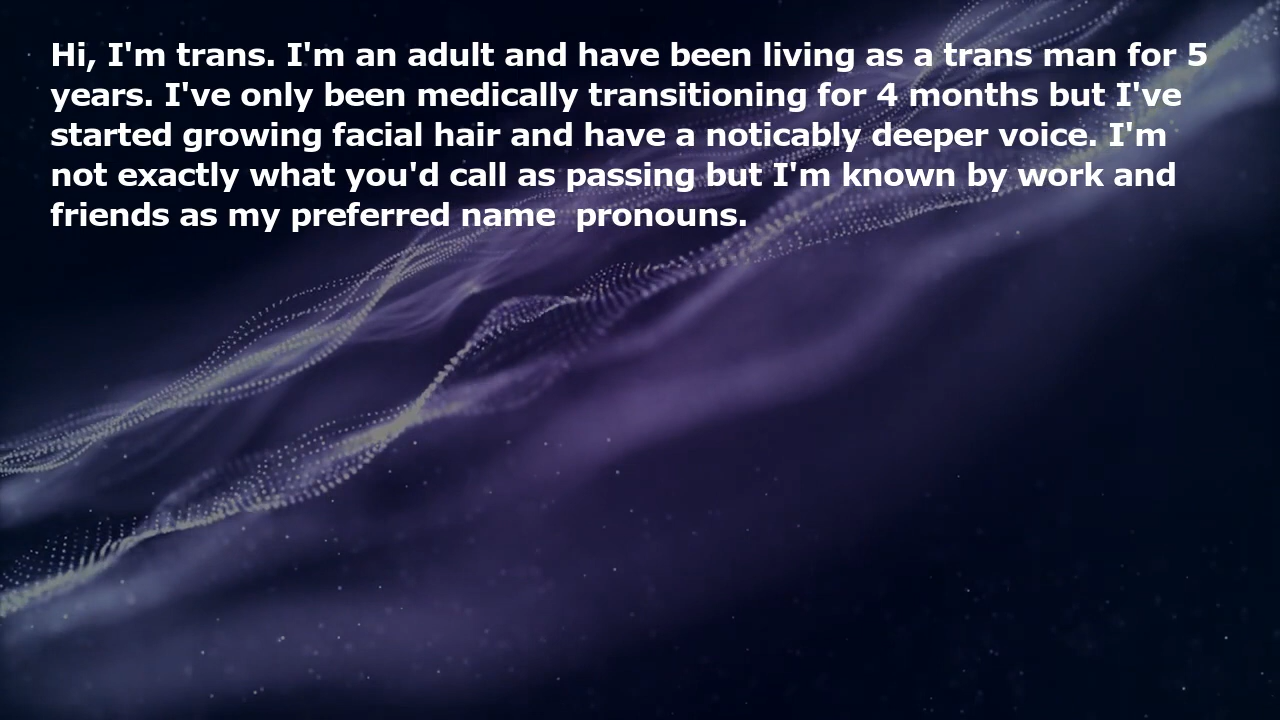 Hi, I'm trans. I'm an adult and have been living as a trans man for 5
years. I've only been medically transitioning for 4 months but I've
started growing facial hair and have a noticably deeper voice. I'm
not exactly what you'd call as passing but I'm known by work and
friends as my preferred name  pronouns.